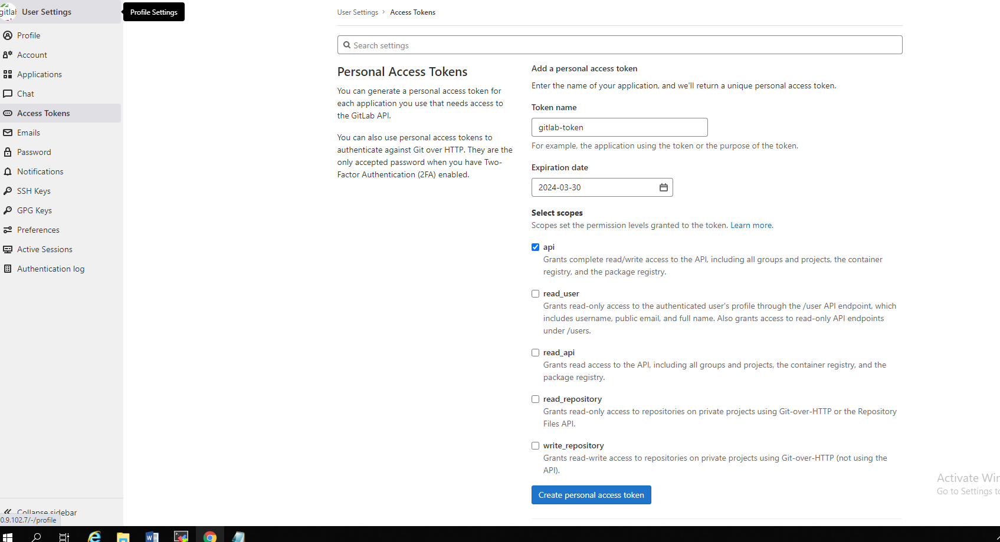 User Settings
Profile Settings
Profile
Account
Applications
Chat
Access Tokens
Emails
Password
Notifications
SSH Keys
GPG Keys
Preferences
Active Sessions
Authentication log
Collapse sidebar
0.9.102.7/-/profile
User Settings › Access Tokens
Search settings
Personal Access Tokens
You can generate a personal access token for
each application you use that needs access to
the GitLab API.
You can also use personal access tokens to
authenticate against Git over HTTP. They are the
only accepted password when you have Two-
Factor Authentication (2FA) enabled.
Add a personal access token
Enter the name of your application, and we'll return a unique personal access token.
Token name
gitlab-token
For example, the application using the token or the purpose of the token.
Expiration date
2024-03-30
Select scopes
Scopes set the permission levels granted to the token. Learn more.
api
Grants complete read/write access to the API, including all groups and projects, the container
registry, and the package registry.
read_user
Grants read-only access to the authenticated user's profile through the /user API endpoint, which
includes username, public email, and full name. Also grants access to read-only API endpoints
under /users.
read_api
Grants read access to the API, including all groups and projects, the container registry, and the
package registry.
read_repository
Grants read-only access to repositories on private projects using Git-over-HTTP or the Repository
Files API.
write_repository
Grants read-write access to repositories on private projects using Git-over-HTTP (not using the
API).
Create personal access token
Activate Wir
Go to Settings to